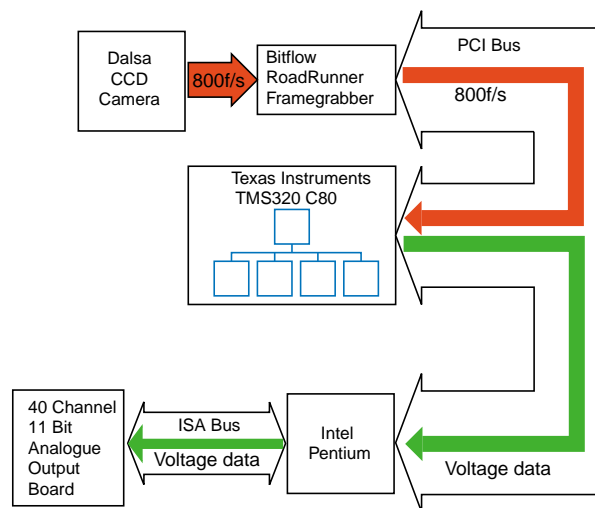 Dalsa
CCD
Camera
800f/s
Bitflow
RoadRunner
Framegrabber
PCI Bus
800f/s
Texas Instruments
TMS320 C80
40 Channel
11 Bit
Analogue
Output
Board
ISA Bus
Voltage data
Intel
Pentium
Voltage data